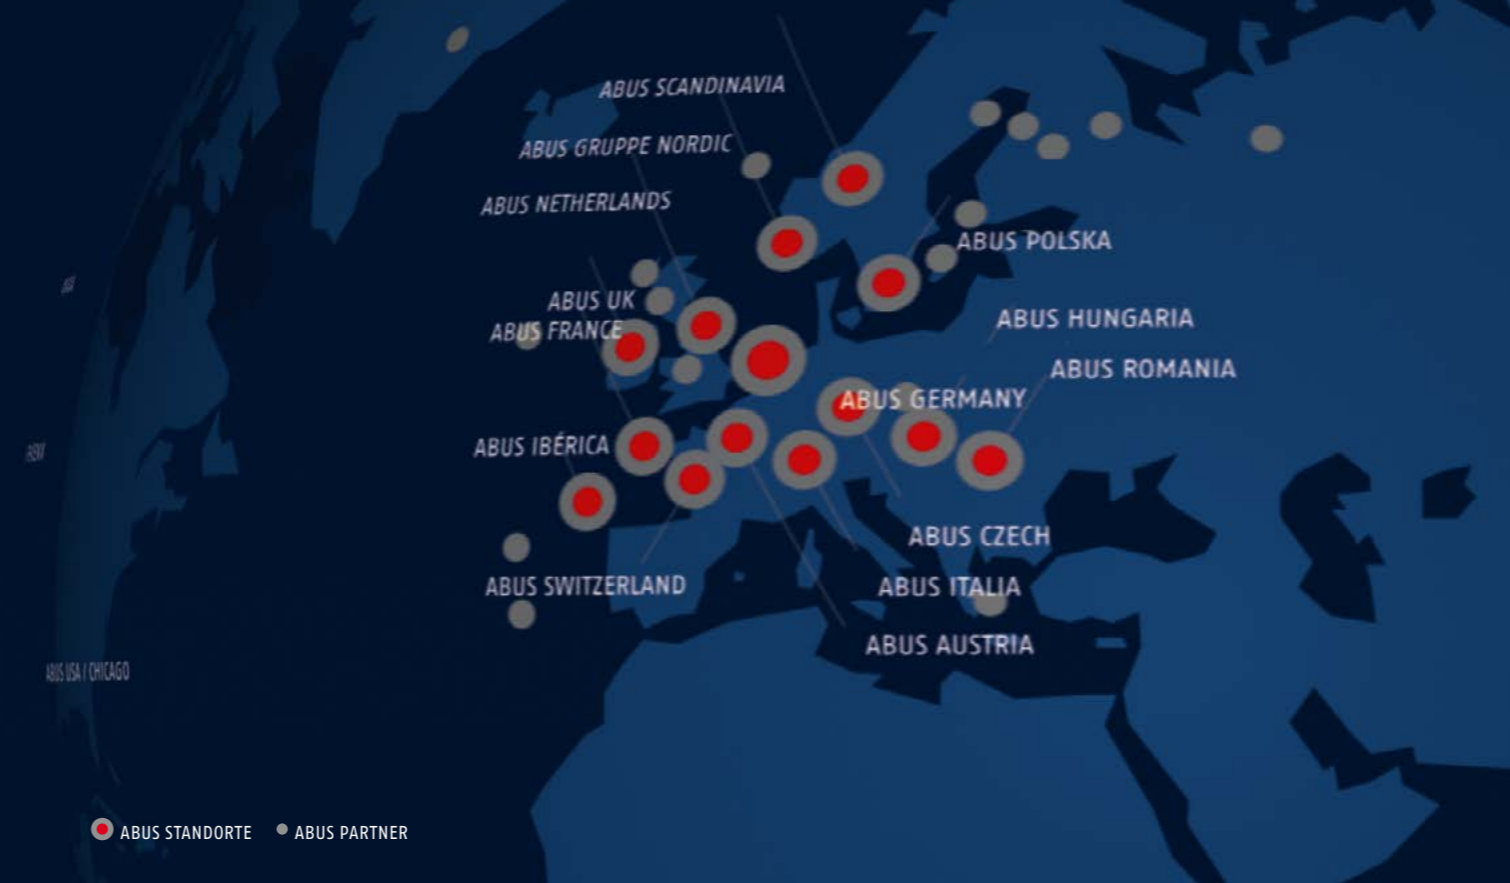 ABUS SCANDINAVIA
ABUS GRUPPE NORDIC
ABUS NETHERLANDS
ABUS POLSKA
ABUS UK
ABUS HUNGARIA
ABUS FRANCE
ABUS ROMANIA
ABUS GERMANY
ABUS IBÉRICA
ABUS CZECH
ABUS SWITZERLAND
ABUS ITALIA
ABUS AUSTRIA
ABUS USA / CHICAGO
ABUS STANDORTE ABUS PARTNER